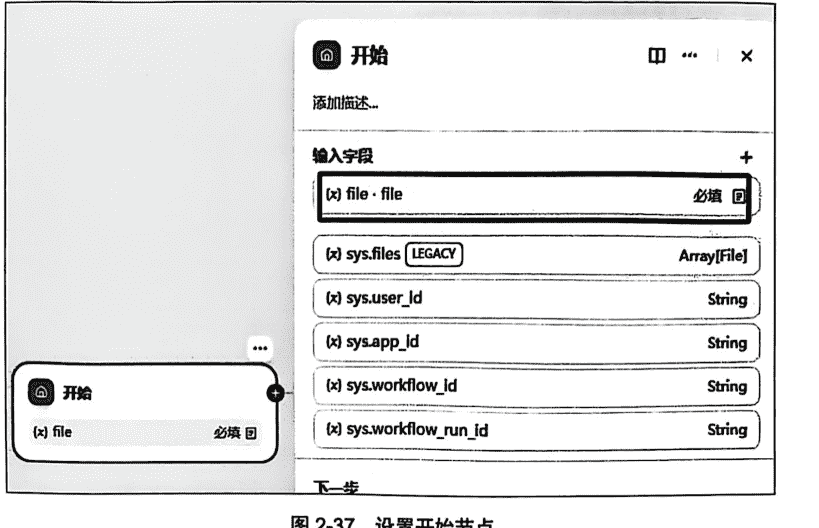 开始
添加描述...
输入字段
{x} file · file 必填
{x} sys.files LEGACY Array[File]
{x} sys.user_id String
{x} sys.app_id String
{x} sys.workflow_id String
{x} sys.workflow_run_id String
下一步
开始
{x} file 必填
图 2-37 设置开始节点